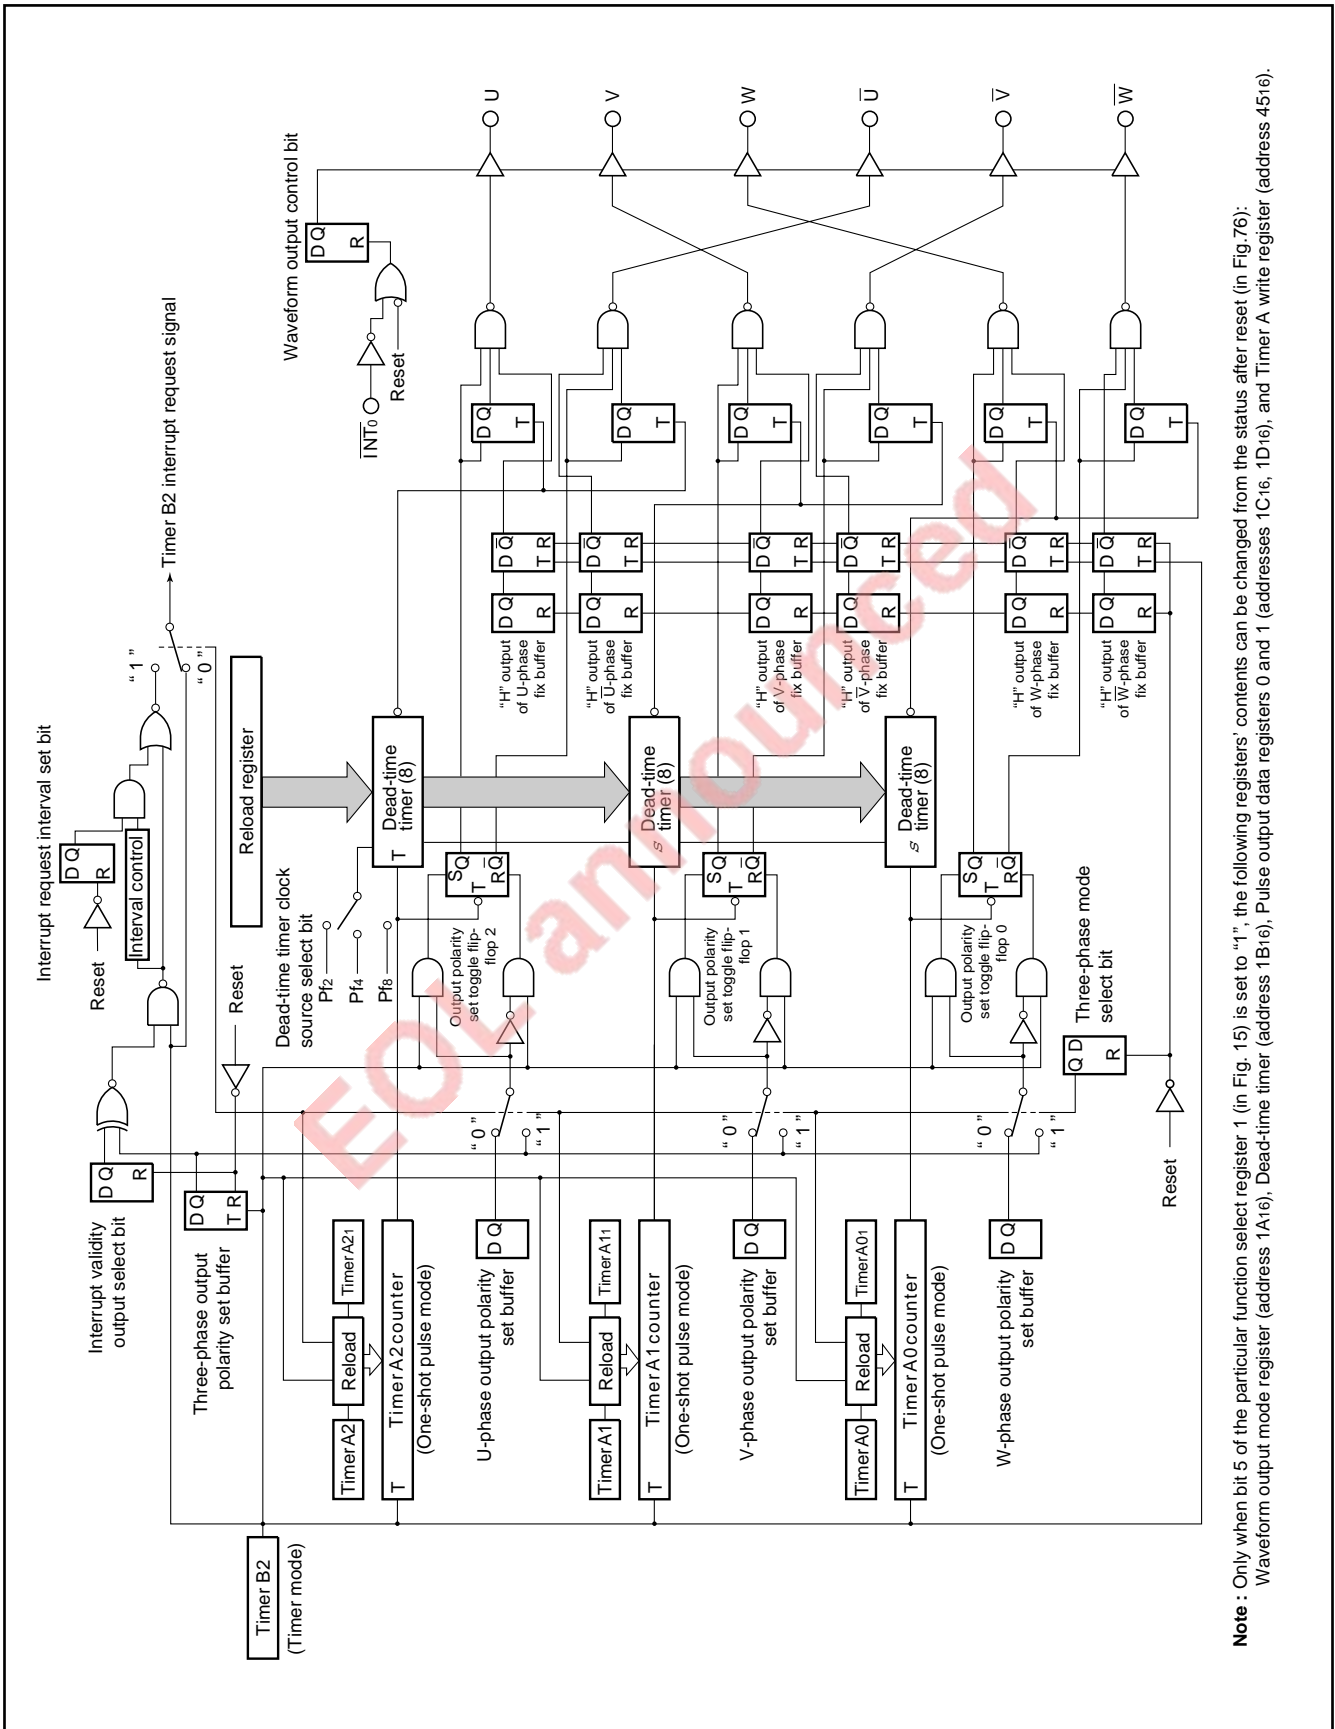 Interrupt request interval set bit
Reset
D Q
R
Interval control
Timer B2 interrupt request signal
“ 1 ”
“ 0 ”
Interrupt validity
output select bit
D Q
R
Three-phase output
polarity set buffer
D Q
T R
Reset
Reload register
Dead-time timer clock
source select bit
Pf2
Pf4
Pf8
Waveform output control bit
D Q
R
INT0
Reset
Timer B2
(Timer mode)
Timer A2
Reload
Timer A21
T
Timer A2 counter
(One-shot pulse mode)
U-phase output polarity
set buffer
D Q
“ 0 ”
“ 1 ”
Output polarity
set toggle flip-
flop 2
S Q
T
R Q̅
T
Dead-time
timer (8)
“H” output
of U-phase
fix buffer
D Q
R
D Q̅
T R
“H” output
of U̅-phase
fix buffer
D Q
R
D Q̅
T R
D Q
T
D Q
T
U
V
Timer A1
Reload
Timer A11
T
Timer A1 counter
(One-shot pulse mode)
V-phase output polarity
set buffer
D Q
“ 0 ”
“ 1 ”
Output polarity
set toggle flip-
flop 1
S Q
T
R Q̅
Dead-time
timer (8)
“H” output
of V-phase
fix buffer
D Q
R
D Q̅
T R
“H” output
of V̅-phase
fix buffer
D Q
R
D Q̅
T R
D Q
T
D Q
T
W
U̅
Timer A0
Reload
Timer A01
T
Timer A0 counter
(One-shot pulse mode)
W-phase output polarity
set buffer
D Q
“ 0 ”
“ 1 ”
Output polarity
set toggle flip-
flop 0
S Q
T
R Q̅
Dead-time
timer (8)
“H” output
of W-phase
fix buffer
D Q
R
D Q̅
T R
“H” output
of W̅-phase
fix buffer
D Q
R
D Q̅
T R
D Q
T
D Q
T
V̅
W̅
Three-phase mode
select bit
Q D
R
Reset
EOL announced
Note : Only when bit 5 of the particular function select register 1 (in Fig. 15) is set to “1”, the following registers’ contents can be changed from the status after reset (in Fig.76):
Waveform output mode register (address 1A16), Dead-time timer (address 1B16), Pulse output data registers 0 and 1 (addresses 1C16, 1D16), and Timer A write register (address 4516).